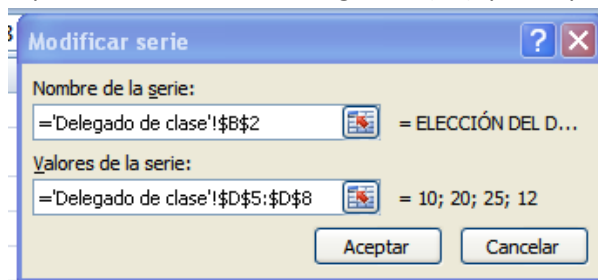 Modificar serie
Nombre de la serie:
='Delegado de clase'!$B$2 = ELECCIÓN DEL D...
Valores de la serie:
='Delegado de clase'!$D$5:$D$8 = 10; 20; 25; 12
Aceptar Cancelar